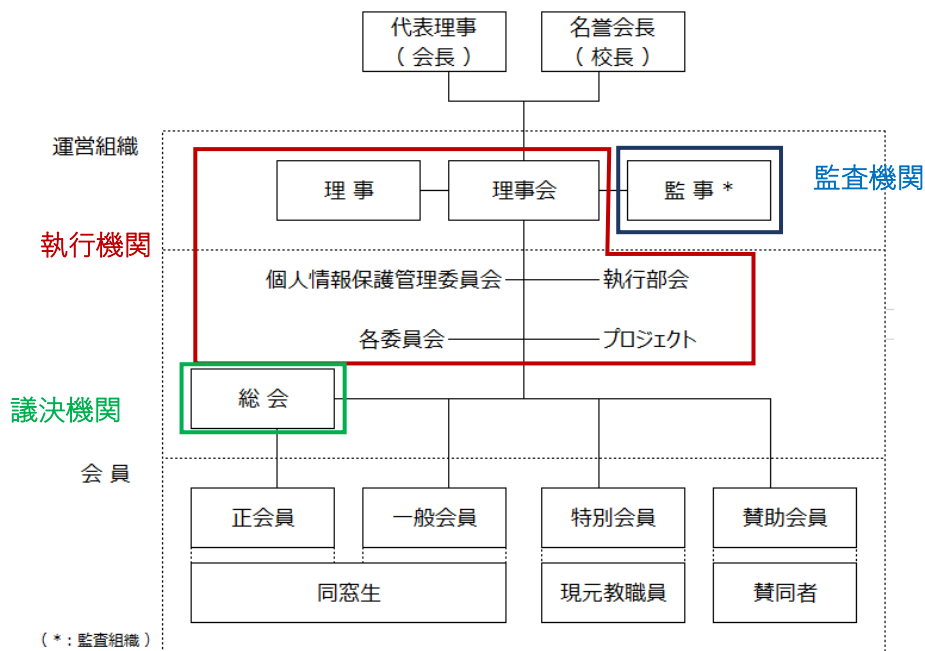 代表理事
（ 会長 ）
名誉会長
（ 校長 ）
運営組織
理 事
理事会
監 事 *
監査機関
執行機関
個人情報保護管理委員会
執行部会
各委員会
プロジェクト
総 会
議決機関
会 員
正会員
一般会員
特別会員
賛助会員
同窓生
現元教職員
賛同者
（ *：監査組織 ）